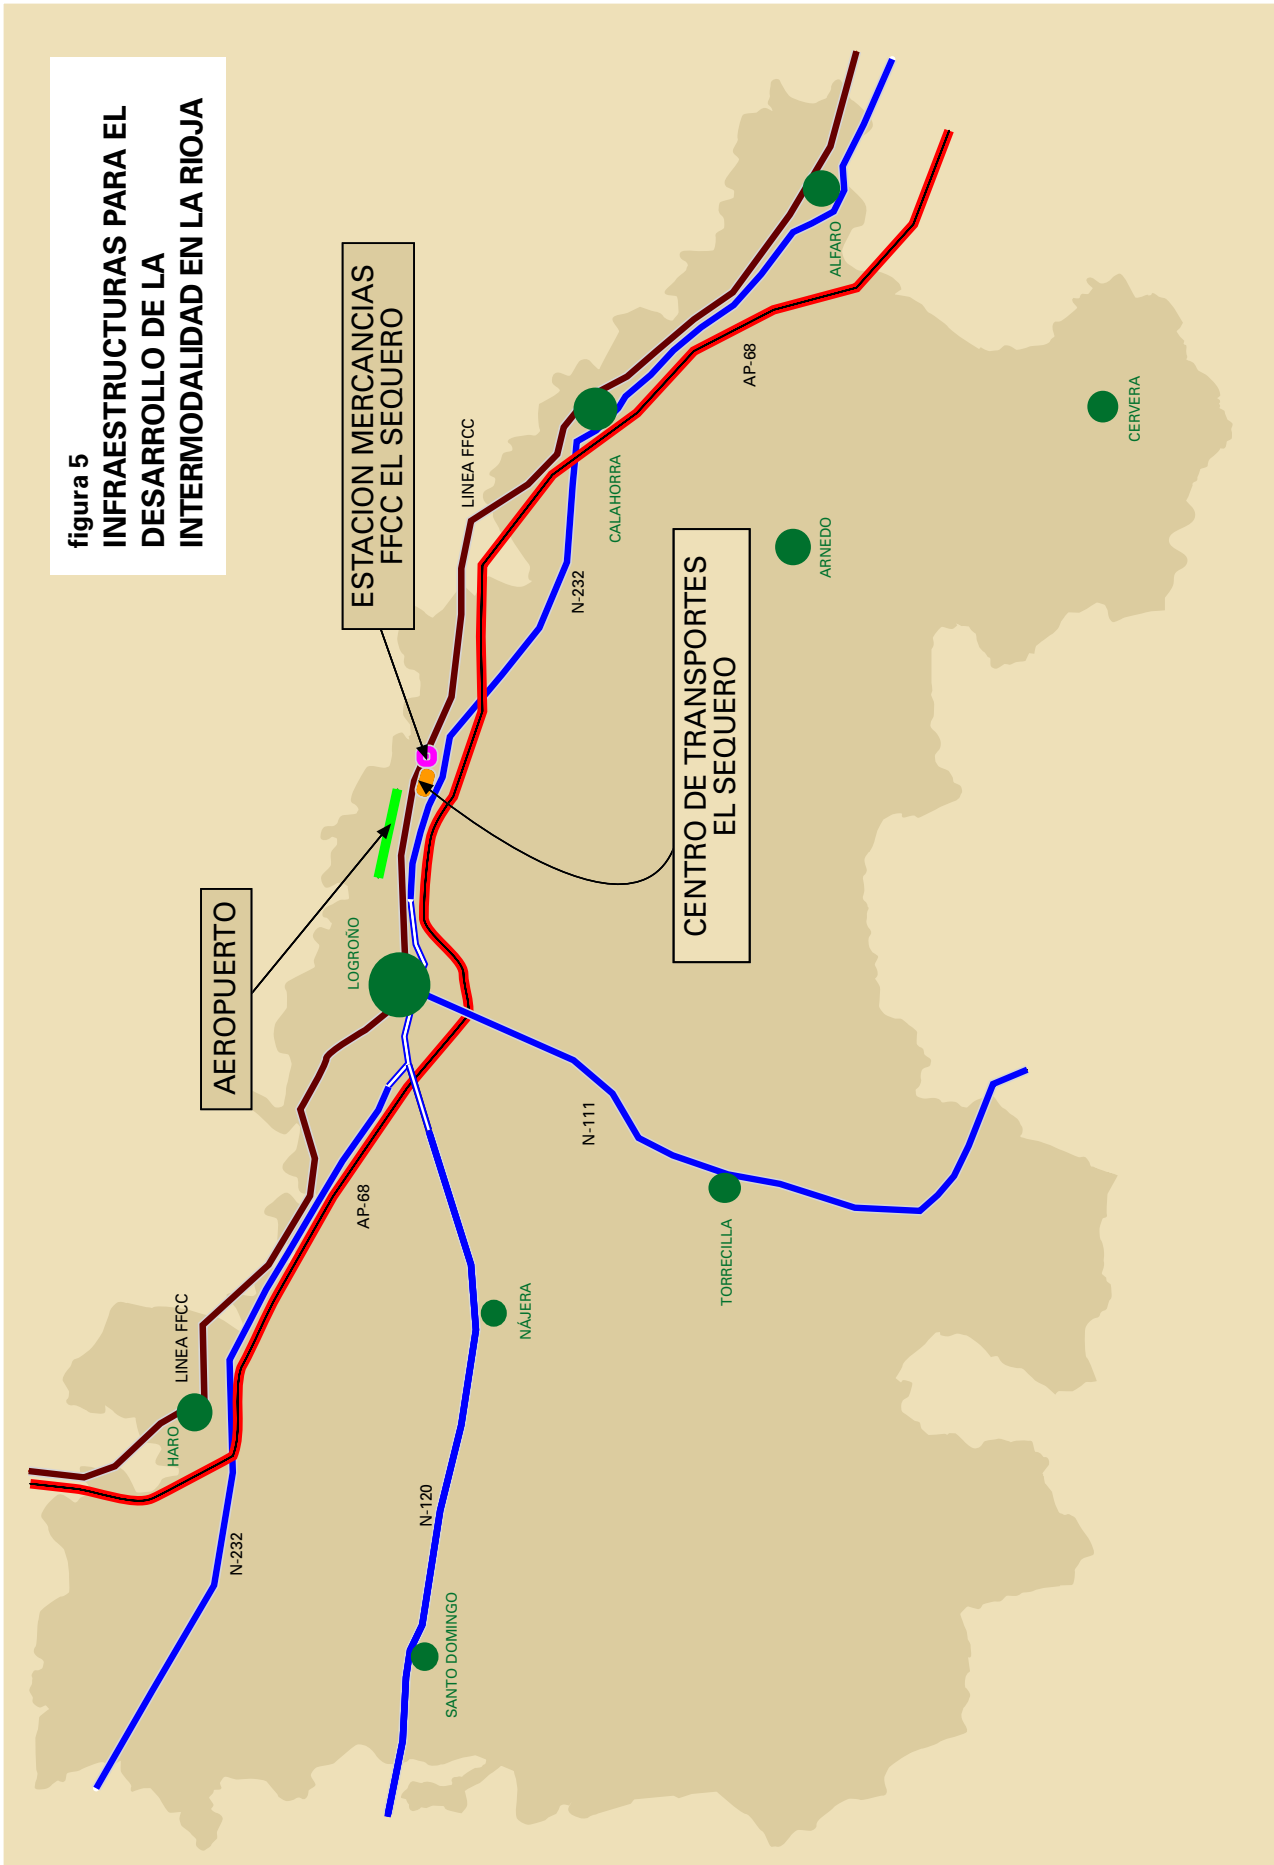 figura 5
INFRAESTRUCTURAS PARA EL
DESARROLLO DE LA
INTERMODALIDAD EN LA RIOJA
HARO
LINEA FFCC
N-232
AEROPUERTO
LOGROÑO
AP-68
ESTACION MERCANCIAS
FFCC EL SEQUERO
SANTO DOMINGO
N-120
LINEA FFCC
NÁJERA
N-111
N-232
CALAHORRA
TORRECILLA
CENTRO DE TRANSPORTES
EL SEQUERO
AP-68
ALFARO
ARNEDO
CERVERA